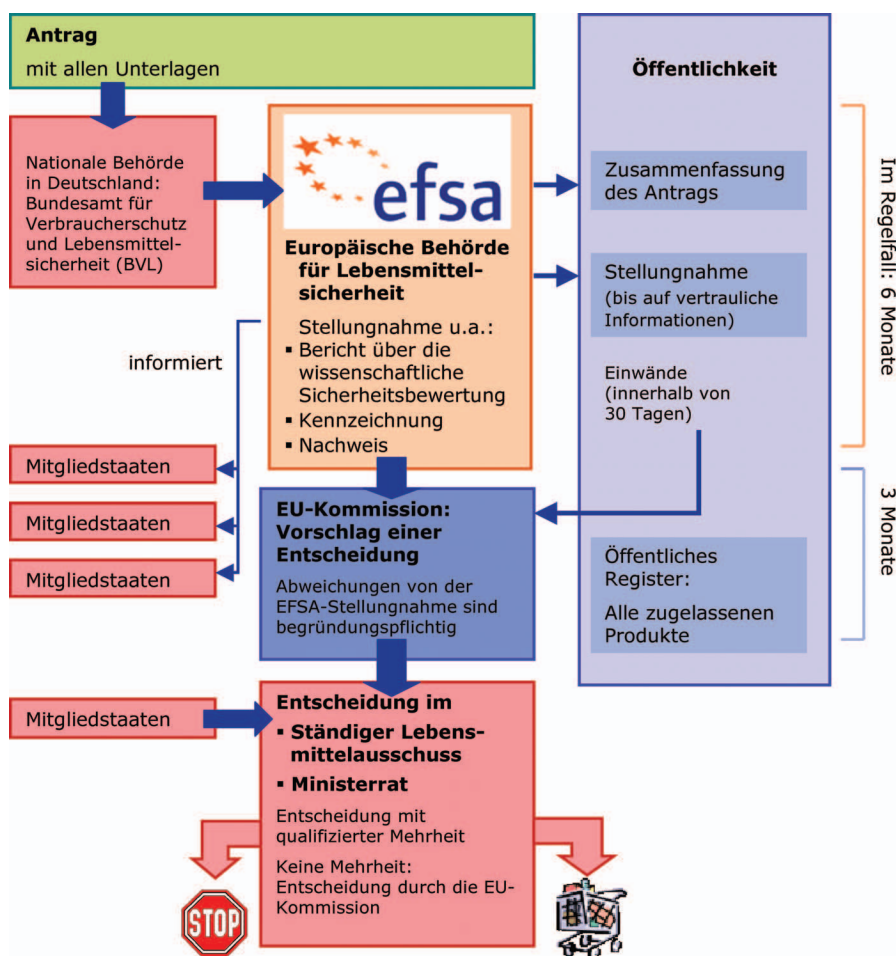 Antrag
mit allen Unterlagen
Nationale Behörde
in Deutschland:
Bundesamt für
Verbraucherschutz
und Lebensmittel-
sicherheit (BVL)
efsa
Europäische Behörde
für Lebensmittel-
sicherheit
Stellungnahme u.a.:
▪ Bericht über die
wissenschaftliche
Sicherheitsbewertung
▪ Kennzeichnung
▪ Nachweis
informiert
Mitgliedstaaten
Mitgliedstaaten
Mitgliedstaaten
EU-Kommission:
Vorschlag einer
Entscheidung
Abweichungen von der
EFSA-Stellungnahme sind
begründungspflichtig
Mitgliedstaaten
Entscheidung im
▪ Ständiger Lebens-
mittelausschuss
▪ Ministerrat
Entscheidung mit
qualifizierter Mehrheit
Keine Mehrheit:
Entscheidung durch die EU-
Kommission
STOP
Öffentlichkeit
Zusammenfassung
des Antrags
Stellungnahme
(bis auf vertrauliche
Informationen)
Einwände
(innerhalb von
30 Tagen)
Öffentliches
Register:
Alle zugelassenen
Produkte
Im Regelfall: 6 Monate
3 Monate